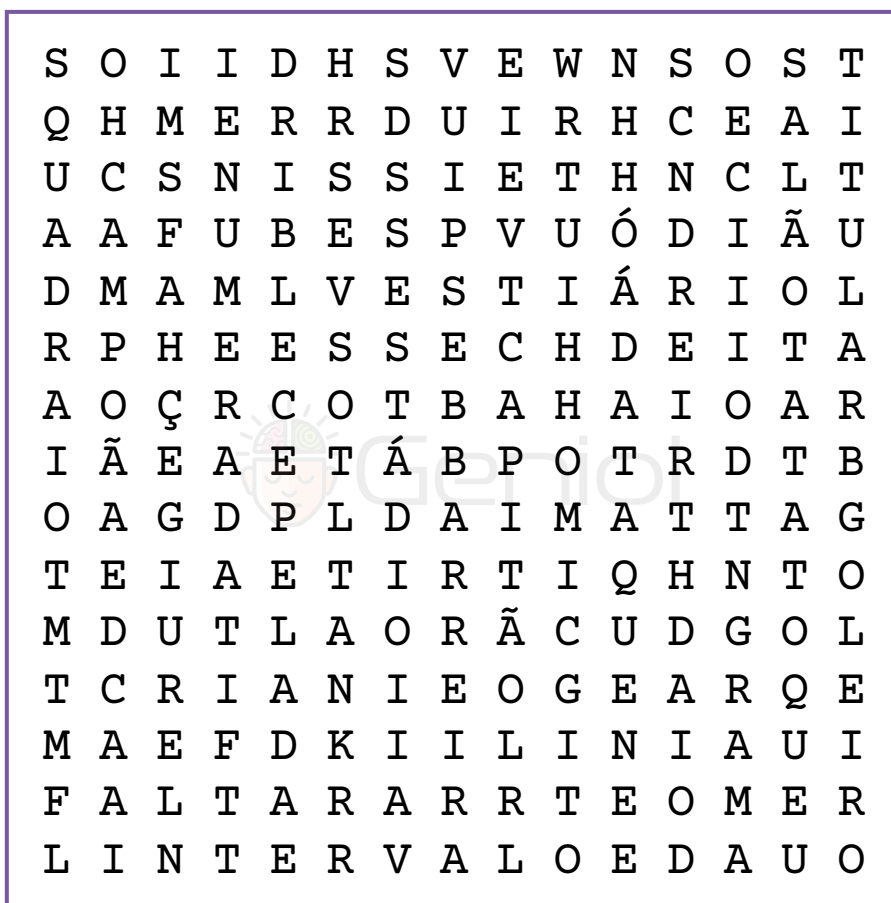 S O I I D H S V E W N S O S T
Q H M E R R D U I R H C E A I
U C S N I S S I E T H N C L T
A A F U B E S P V U Ó D I Ã U
D M A M L V E S T I Á R I O L
R P H E E S S E C H D E I T A
A O Ç R C O T B A H A I O A R
I Ã E A E T Á B P O T R D T B
O A G D P L D A I M A T T A G
T E I A E T I R T I Q H N T O
M D U T L A O R Ã C U D G O L
T C R I A N I E O G E A R Q E
M A E F D K I I L I N I A U I
F A L T A R A R R T E O M E R
L I N T E R V A L O E D A U O
Geniol